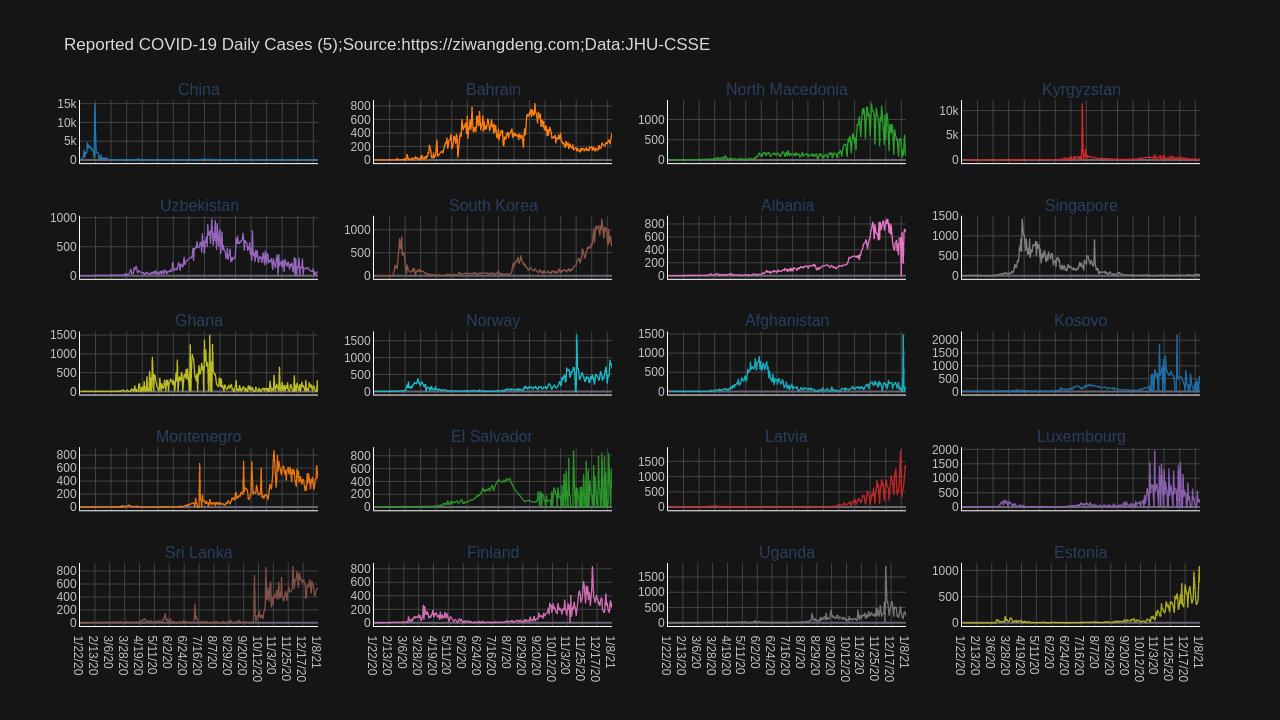 Reported COVID-19 Daily Cases (5);Source:https://ziwangdeng.com;Data:JHU-CSSE
China Bahrain North Macedonia Kyrgyzstan
15k 10k 5k 0
800 600 400 200 0
1000 500 0
10k 5k 0
Uzbekistan South Korea Albania Singapore
1000 500 0
1000 500 0
800 600 400 200 0
1500 1000 500 0
Ghana Norway Afghanistan Kosovo
1500 1000 500 0
1500 1000 500 0
1500 1000 500 0
2000 1500 1000 500 0
Montenegro El Salvador Latvia Luxembourg
800 600 400 200 0
800 600 400 200 0
1500 1000 500 0
2000 1500 1000 500 0
Sri Lanka Finland Uganda Estonia
800 600 400 200 0
800 600 400 200 0
1500 1000 500 0
1000 500 0
1/22/20 2/13/20 3/6/20 3/28/20 4/19/20 5/11/20 6/2/20 6/24/20 7/16/20 8/7/20 8/29/20 9/20/20 10/12/20 11/3/20 11/25/20 12/17/20 1/8/21
1/22/20 2/13/20 3/6/20 3/28/20 4/19/20 5/11/20 6/2/20 6/24/20 7/16/20 8/7/20 8/29/20 9/20/20 10/12/20 11/3/20 11/25/20 12/17/20 1/8/21
1/22/20 2/13/20 3/6/20 3/28/20 4/19/20 5/11/20 6/2/20 6/24/20 7/16/20 8/7/20 8/29/20 9/20/20 10/12/20 11/3/20 11/25/20 12/17/20 1/8/21
1/22/20 2/13/20 3/6/20 3/28/20 4/19/20 5/11/20 6/2/20 6/24/20 7/16/20 8/7/20 8/29/20 9/20/20 10/12/20 11/3/20 11/25/20 12/17/20 1/8/21